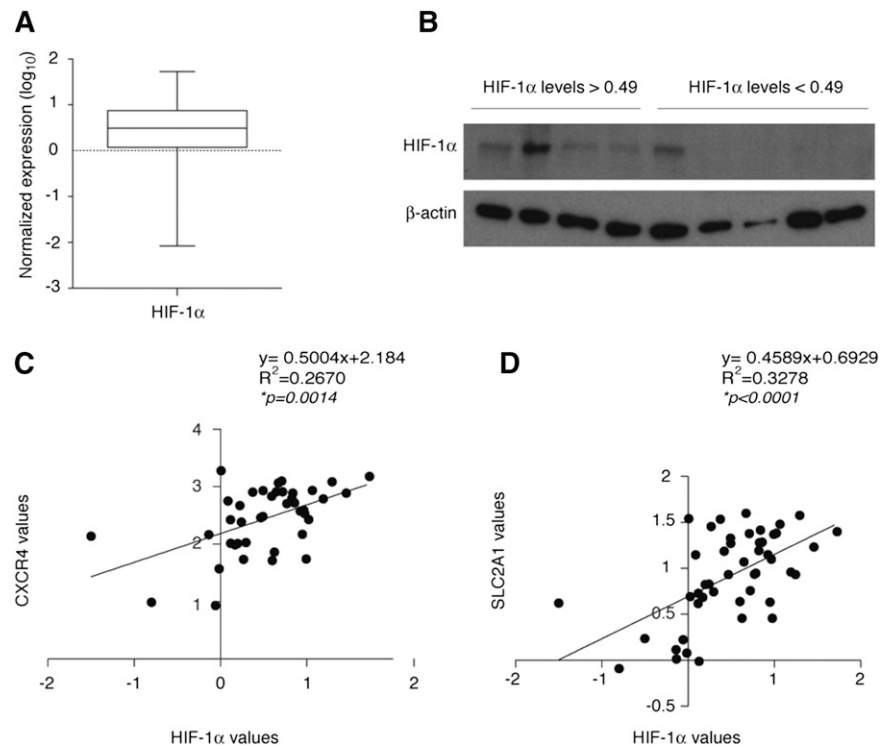 A
Normalized expression (log10)
2
1
0
-1
-2
-3
HIF-1α
B
HIF-1α levels > 0.49
HIF-1α levels < 0.49
HIF-1α
β-actin
C
y= 0.5004x+2.184
R²=0.2670
*p=0.0014
CXCR4 values
4
3
2
1
-2
-1
0
1
2
HIF-1α values
D
y= 0.4589x+0.6929
R²=0.3278
*p<0.0001
SLC2A1 values
2
1.5
1
0.5
-0.5
-2
-1
0
1
2
HIF-1α values